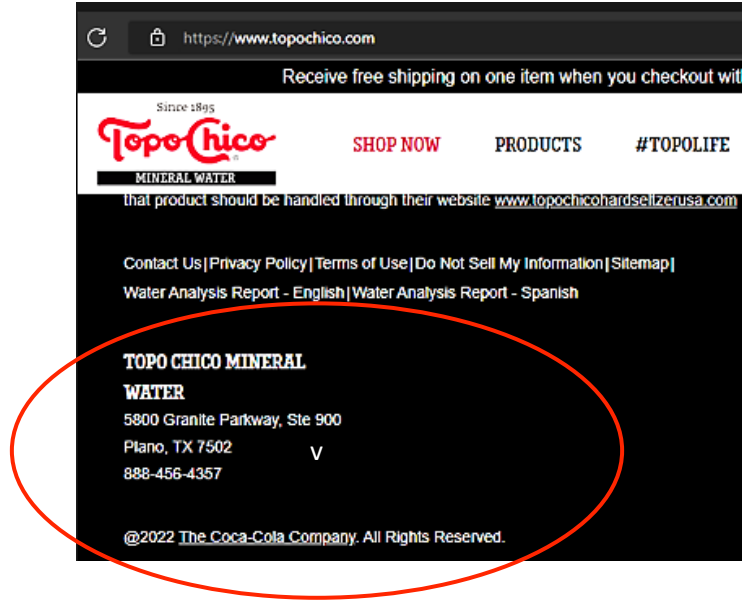 https://www.topochico.com
Receive free shipping on one item when you checkout wit
Since 1895
Topo Chico
MINERAL WATER
SHOP NOW PRODUCTS #TOPOLIFE
that product should be handled through their website www.topochicohardseltzerusa.com
Contact Us|Privacy Policy|Terms of Use|Do Not Sell My Information|Sitemap|
Water Analysis Report - English|Water Analysis Report - Spanish
TOPO CHICO MINERAL
WATER
5800 Granite Parkway, Ste 900
Plano, TX 7502
v
888-456-4357
@2022 The Coca-Cola Company. All Rights Reserved.